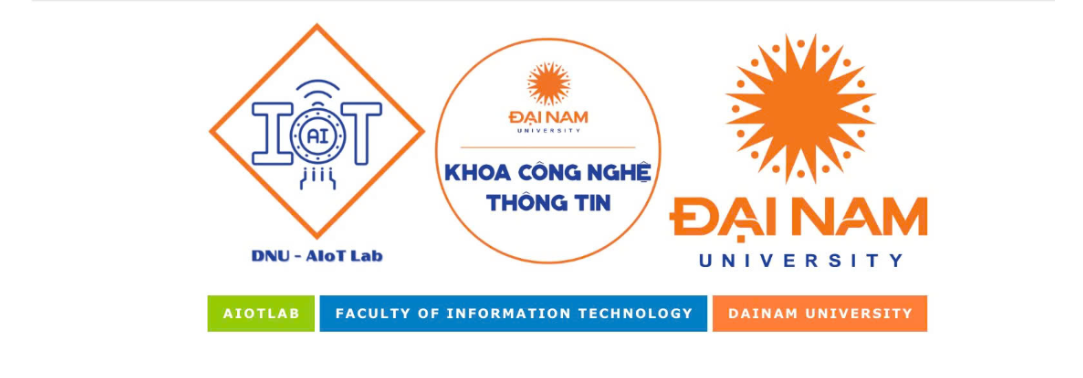 IOT
AI
DNU - AIoT Lab
ĐẠI NAM
UNIVERSITY
KHOA CÔNG NGHỆ
THÔNG TIN
ĐẠI NAM
UNIVERSITY
AIOTLAB
FACULTY OF INFORMATION TECHNOLOGY
DAINAM UNIVERSITY